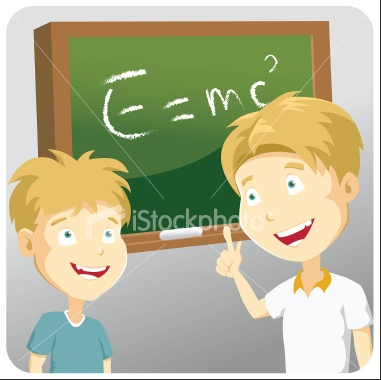 E = mc²
iStockphoto